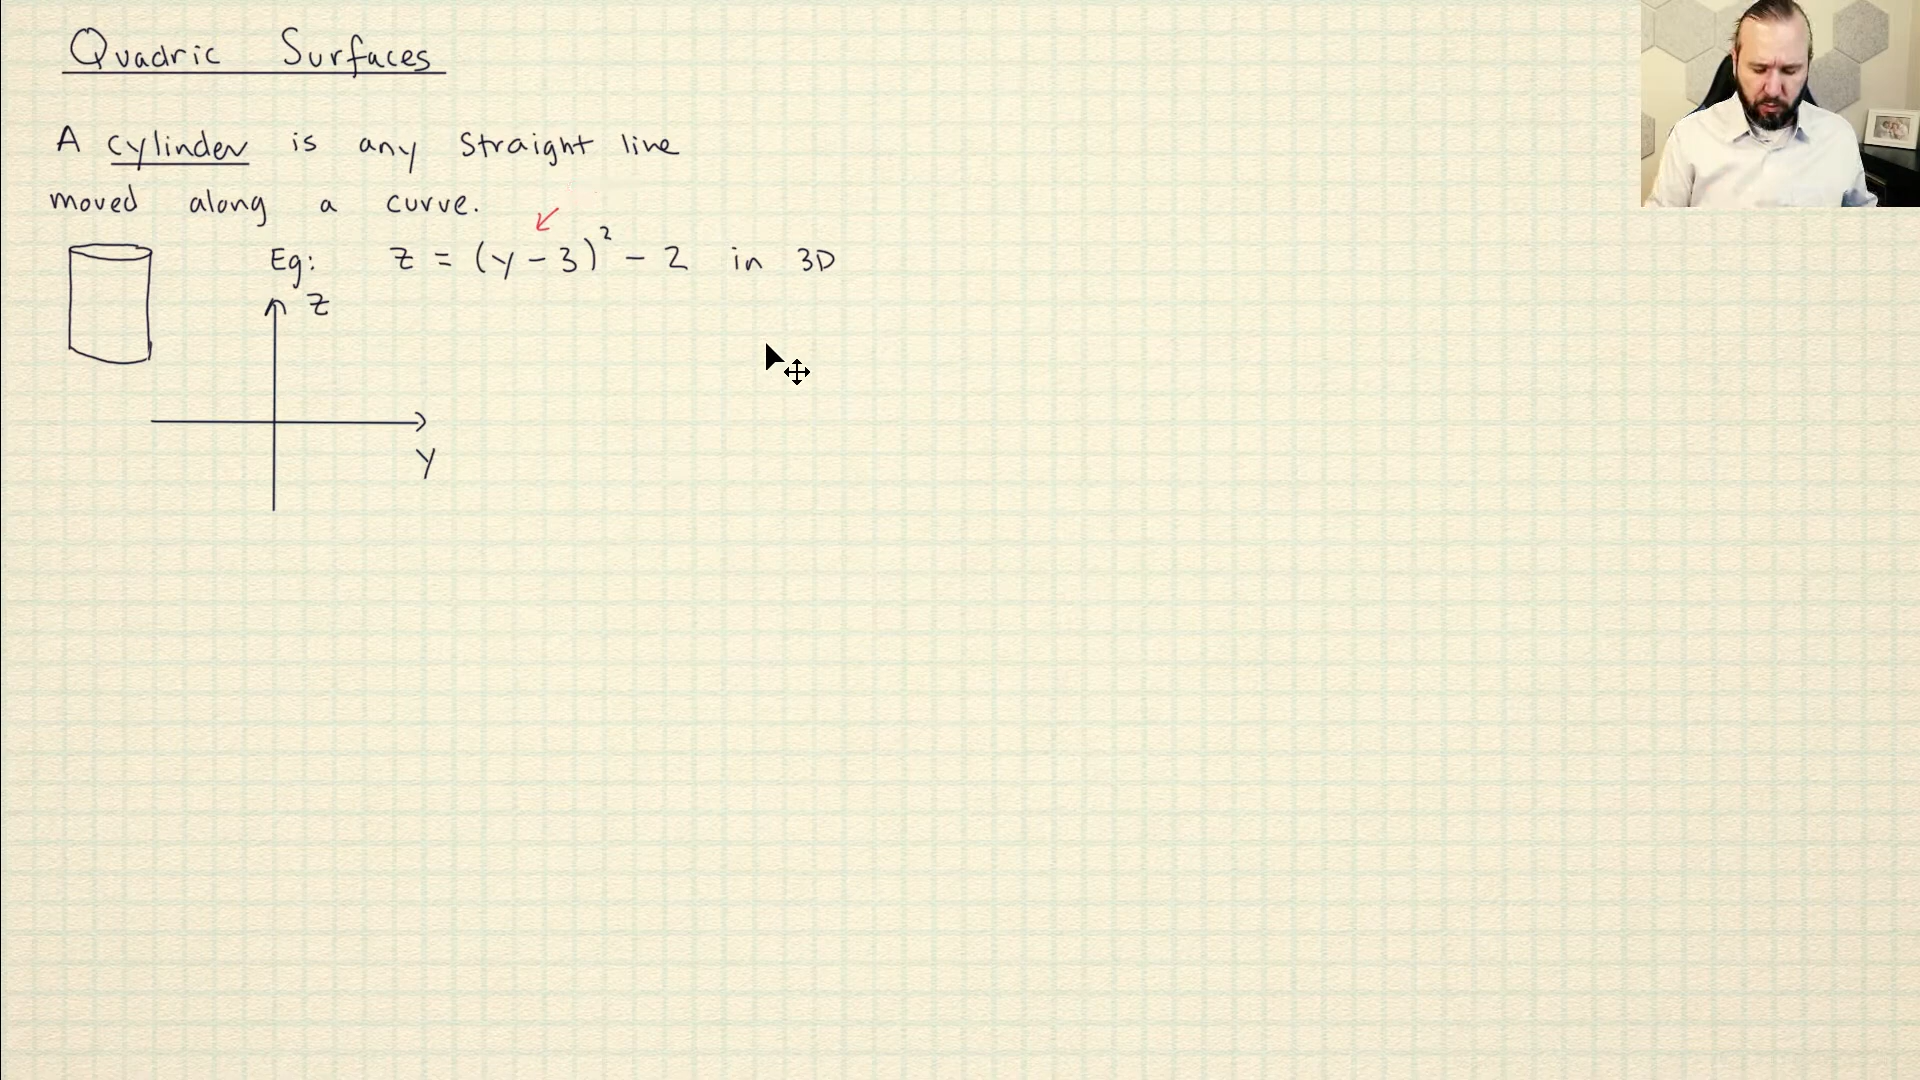 Quadric Surfaces
A cylinder is any straight line
moved along a curve.
Eg: z = (y - 3)² - 2 in 3D
z
y